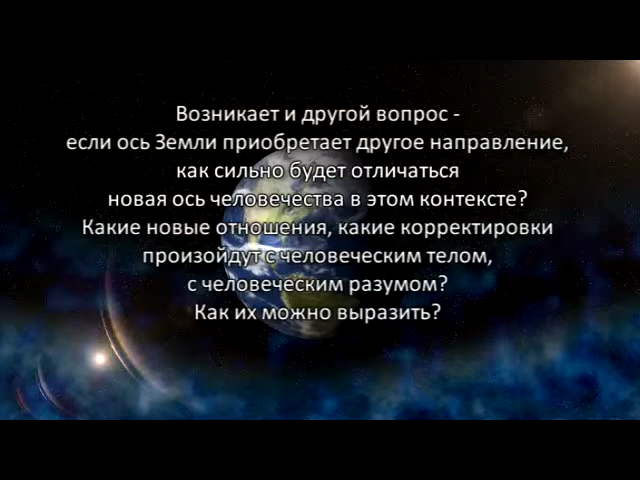 Возникает и другой вопрос -
если ось Земли приобретает другое направление,
как сильно будет отличаться
новая ось человечества в этом контексте?
Какие новые отношения, какие корректировки
произойдут с человеческим телом,
с человеческим разумом?
Как их можно выразить?